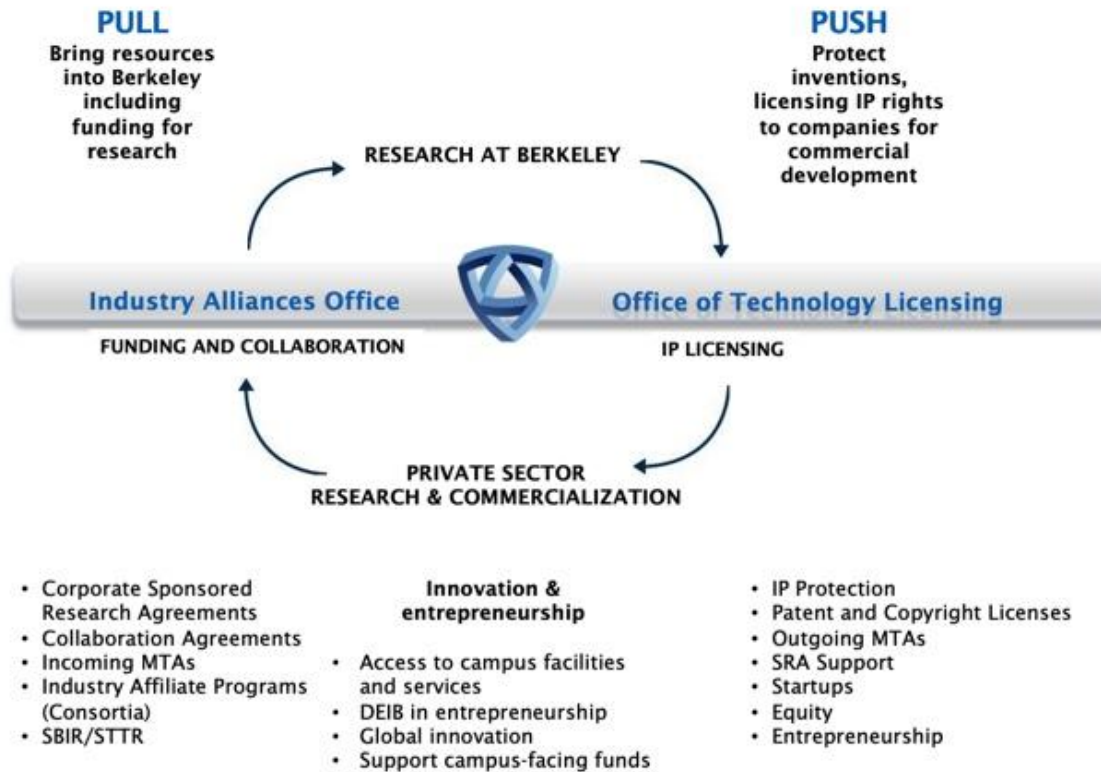 PULL
Bring resources
into Berkeley
including
funding for
research
PUSH
Protect
inventions,
licensing IP rights
to companies for
commercial
development
RESEARCH AT BERKELEY
Industry Alliances Office
Office of Technology Licensing
FUNDING AND COLLABORATION
IP LICENSING
PRIVATE SECTOR
RESEARCH & COMMERCIALIZATION
• Corporate Sponsored
Research Agreements
• Collaboration Agreements
• Incoming MTAs
• Industry Affiliate Programs
(Consortia)
• SBIR/STTR
Innovation &
entrepreneurship
• Access to campus facilities
and services
• DEIB in entrepreneurship
• Global innovation
• Support campus-facing funds
• IP Protection
• Patent and Copyright Licenses
• Outgoing MTAs
• SRA Support
• Startups
• Equity
• Entrepreneurship